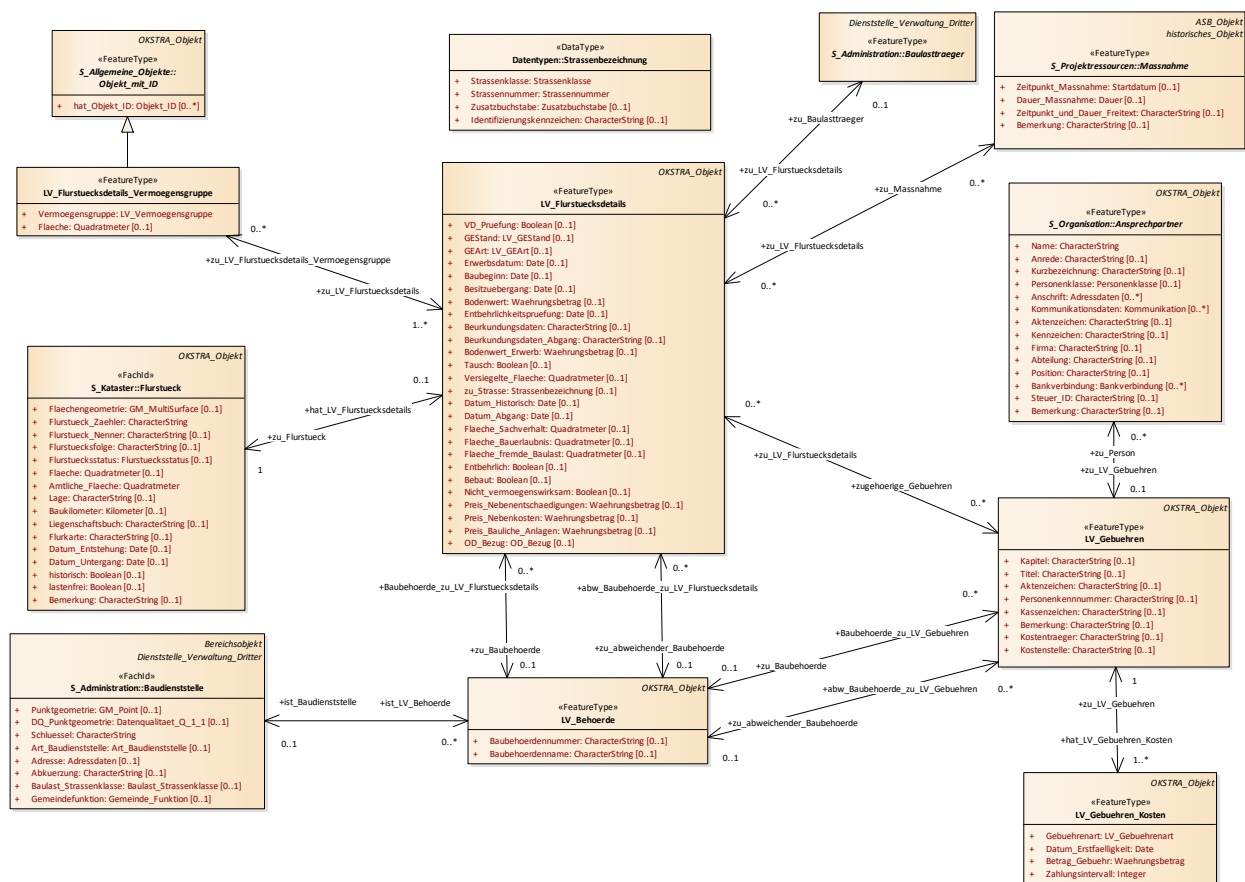 OKSTRA_Objekt
«FeatureType»
S_Allgemeine_Objekte::
Objekt_mit_ID
+ hat_Objekt_ID: Objekt_ID [0..*]
«FeatureType»
LV_Flurstuecksdetails_Vermoegensgruppe
+ Vermoegensgruppe: LV_Vermoegensgruppe
+ Flaeche: Quadratmeter [0..1]
«DataType»
Datentypen::Strassenbezeichnung
+ Strassenklasse: Strassenklasse
+ Strassennummer: Strassennummer
+ Zusatzbuchstabe: Zusatzbuchstabe [0..1]
+ Identifizierungskennzeichen: CharacterString [0..1]
Dienststelle_Verwaltung_Dritter
«FeatureType»
S_Administration::Baulasttraeger
ASB_Objekt
historisches_Objekt
«FeatureType»
S_Projektressourcen::Massnahme
+ Zeitpunkt_Massnahme: Startdatum [0..1]
+ Dauer_Massnahme: Dauer [0..1]
+ Zeitpunkt_und_Dauer_Freitext: CharacterString [0..1]
+ Bemerkung: CharacterString [0..1]
0..1
+zu_Baulasttraeger
+zu_LV_Flurstuecksdetails
0..*
+zu_Massnahme
0..*
+zu_LV_Flurstuecksdetails
0..*
0..*
+zu_LV_Flurstuecksdetails_Vermoegensgruppe
+zu_LV_Flurstuecksdetails
1..*
OKSTRA_Objekt
«FeatureType»
LV_Flurstuecksdetails
+ VD_Pruefung: Boolean [0..1]
+ GEStand: LV_GEStand [0..1]
+ GEArt: LV_GEArt [0..1]
+ Erwerbsdatum: Date [0..1]
+ Baubeginn: Date [0..1]
+ Besitzuebergang: Date [0..1]
+ Bodenwert: Waehrungsbetrag [0..1]
+ Entbehrlichkeitspruefung: Date [0..1]
+ Beurkundungsdaten: CharacterString [0..1]
+ Beurkundungsdaten_Abgang: CharacterString [0..1]
+ Bodenwert_Erwerb: Waehrungsbetrag [0..1]
+ Tausch: Boolean [0..1]
+ Versiegelte_Flaeche: Quadratmeter [0..1]
+ zu_Strasse: Strassenbezeichnung [0..1]
+ Datum_Historisch: Date [0..1]
+ Datum_Abgang: Date [0..1]
+ Flaeche_Sachverhalt: Quadratmeter [0..1]
+ Flaeche_Bauerlaubnis: Quadratmeter [0..1]
+ Flaeche_fremde_Baulast: Quadratmeter [0..1]
+ Entbehrlich: Boolean [0..1]
+ Bebaut: Boolean [0..1]
+ Nicht_vermoegenswirksam: Boolean [0..1]
+ Preis_Nebenentschaedigungen: Waehrungsbetrag [0..1]
+ Preis_Nebenkosten: Waehrungsbetrag [0..1]
+ Preis_Bauliche_Anlagen: Waehrungsbetrag [0..1]
+ OD_Bezug: OD_Bezug [0..1]
OKSTRA_Objekt
«FeatureType»
S_Organisation::Ansprechpartner
+ Name: CharacterString
+ Anrede: CharacterString [0..1]
+ Kurzbezeichnung: CharacterString [0..1]
+ Personenklasse: Personenklasse [0..1]
+ Anschrift: Adressdaten [0..*]
+ Kommunikationsdaten: Kommunikation [0..*]
+ Aktenzeichen: CharacterString [0..1]
+ Kennzeichen: CharacterString [0..1]
+ Firma: CharacterString [0..1]
+ Abteilung: CharacterString [0..1]
+ Position: CharacterString [0..1]
+ Bankverbindung: Bankverbindung [0..*]
+ Steuer_ID: CharacterString [0..1]
+ Bemerkung: CharacterString [0..1]
OKSTRA_Objekt
«FachId»
S_Kataster::Flurstueck
+ Flaechengeometrie: GM_MultiSurface [0..1]
+ Flurstueck_Zaehler: CharacterString
+ Flurstueck_Nenner: CharacterString [0..1]
+ Flurstuecksfolge: CharacterString [0..1]
+ Flurstuecksstatus: Flurstuecksstatus [0..1]
+ Flaeche: Quadratmeter [0..1]
+ Amtliche_Flaeche: Quadratmeter
+ Lage: CharacterString [0..1]
+ Baukilometer: Kilometer [0..1]
+ Liegenschaftsbuch: CharacterString [0..1]
+ Flurkarte: CharacterString [0..1]
+ Datum_Entstehung: Date [0..1]
+ Datum_Untergang: Date [0..1]
+ historisch: Boolean [0..1]
+ lastenfrei: Boolean [0..1]
+ Bemerkung: CharacterString [0..1]
0..1
+hat_LV_Flurstuecksdetails
+zu_Flurstueck
1
0..*
+zu_LV_Flurstuecksdetails
+zugehoerige_Gebuehren
0..*
0..*
+zu_Person
+zu_LV_Gebuehren
0..1
OKSTRA_Objekt
«FeatureType»
LV_Gebuehren
+ Kapitel: CharacterString [0..1]
+ Titel: CharacterString [0..1]
+ Aktenzeichen: CharacterString [0..1]
+ Personenkennnummer: CharacterString [0..1]
+ Kassenzeichen: CharacterString [0..1]
+ Bemerkung: CharacterString [0..1]
+ Kostentraeger: CharacterString [0..1]
+ Kostenstelle: CharacterString [0..1]
0..*
+Baubehoerde_zu_LV_Flurstuecksdetails
+zu_Baubehoerde
0..1
0..*
+abw_Baubehoerde_zu_LV_Flurstuecksdetails
+zu_abweichender_Baubehoerde
0..1
0..*
+Baubehoerde_zu_LV_Gebuehren
+zu_Baubehoerde
0..1
+abw_Baubehoerde_zu_LV_Gebuehren
0..*
+zu_abweichender_Baubehoerde
0..1
Bereichsobjekt
Dienststelle_Verwaltung_Dritter
«FachId»
S_Administration::Baudienststelle
+ Punktgeometrie: GM_Point [0..1]
+ DQ_Punktgeometrie: Datenqualitaet_Q_1_1 [0..1]
+ Schluessel: CharacterString
+ Art_Baudienststelle: Art_Baudienststelle [0..1]
+ Adresse: Adressdaten [0..1]
+ Abkuerzung: CharacterString [0..1]
+ Baulast_Strassenklasse: Baulast_Strassenklasse [0..1]
+ Gemeindefunktion: Gemeinde_Funktion [0..1]
+ist_Baudientststelle
0..1
+ist_LV_Behoerde
0..*
OKSTRA_Objekt
«FeatureType»
LV_Behoerde
+ Baubehoerdennummer: CharacterString [0..1]
+ Baubehoerdenname: CharacterString [0..1]
1
+zu_LV_Gebuehren
+hat_LV_Gebuehren_Kosten
1..*
OKSTRA_Objekt
«FeatureType»
LV_Gebuehren_Kosten
+ Gebuehrenart: LV_Gebuehrenart
+ Datum_Erstfaelligkeit: Date
+ Betrag_Gebuehr: Waehrungsbetrag
+ Zahlungsintervall: Integer